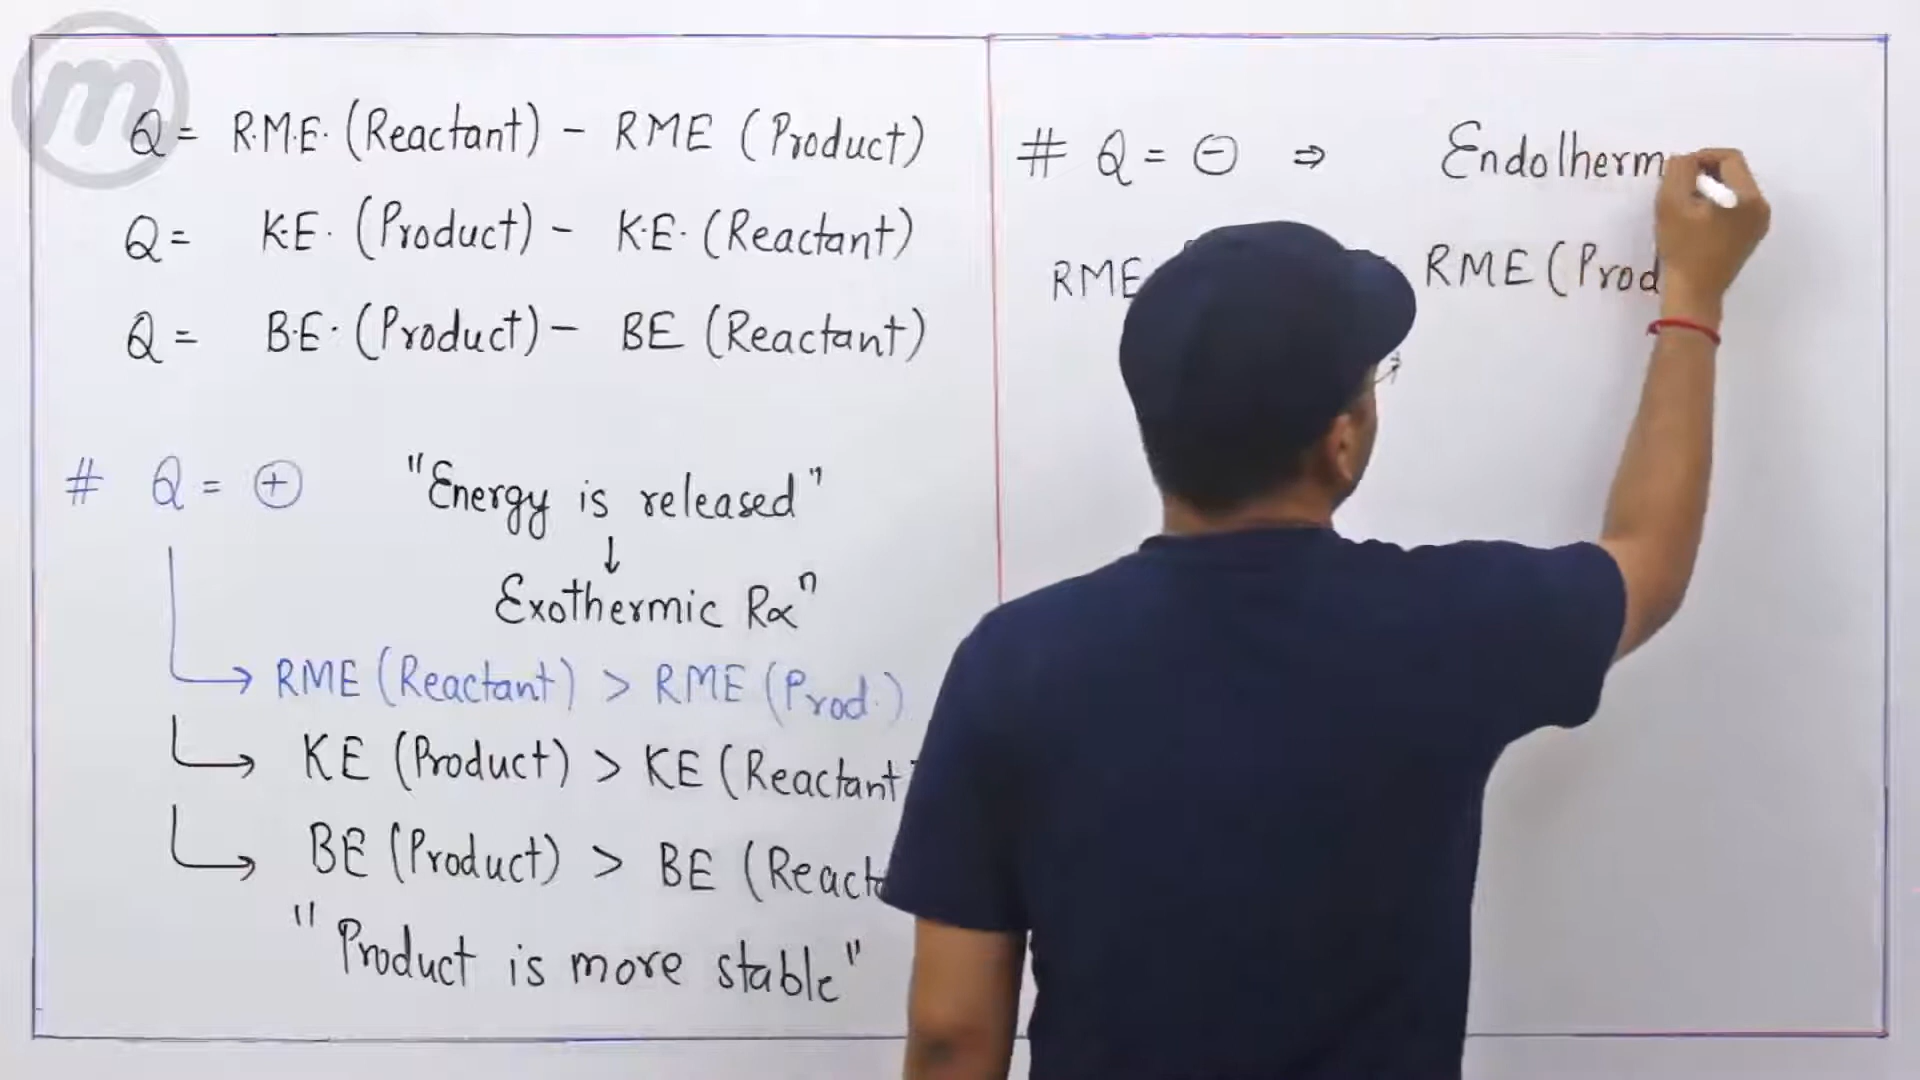 m
Q = R.M.E. (Reactant) - RME (Product)
Q = K.E. (Product) - K.E. (Reactant)
Q = B.E. (Product) - BE (Reactant)
# Q = ⊕ "Energy is released"
↓
Exothermic Rxⁿ
→ RME (Reactant) > RME (Prod.)
→ KE (Product) > KE (Reactant
→ BE (Product) > BE (Reacta
"Product is more stable"
# Q = ⊖ ⇒ Endotherm
RME RME (Prod